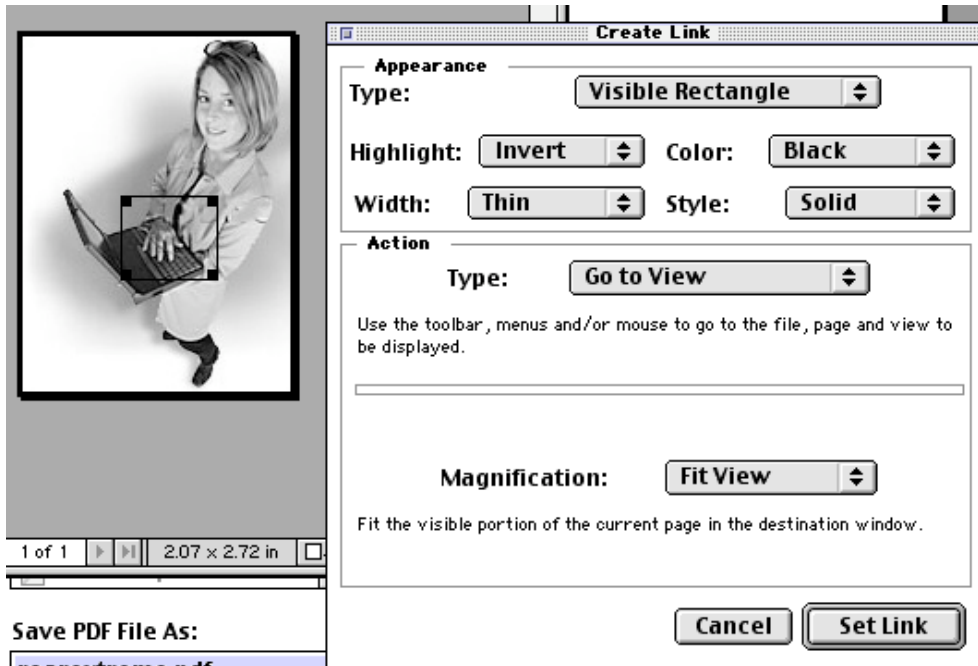 Create Link
Appearance
Type: Visible Rectangle
Highlight: Invert Color: Black
Width: Thin Style: Solid
Action
Type: Go to View
Use the toolbar, menus and/or mouse to go to the file, page and view to
be displayed.
Magnification: Fit View
Fit the visible portion of the current page in the destination window.
1 of 1 2.07 x 2.72 in
Cancel Set Link
Save PDF File As: